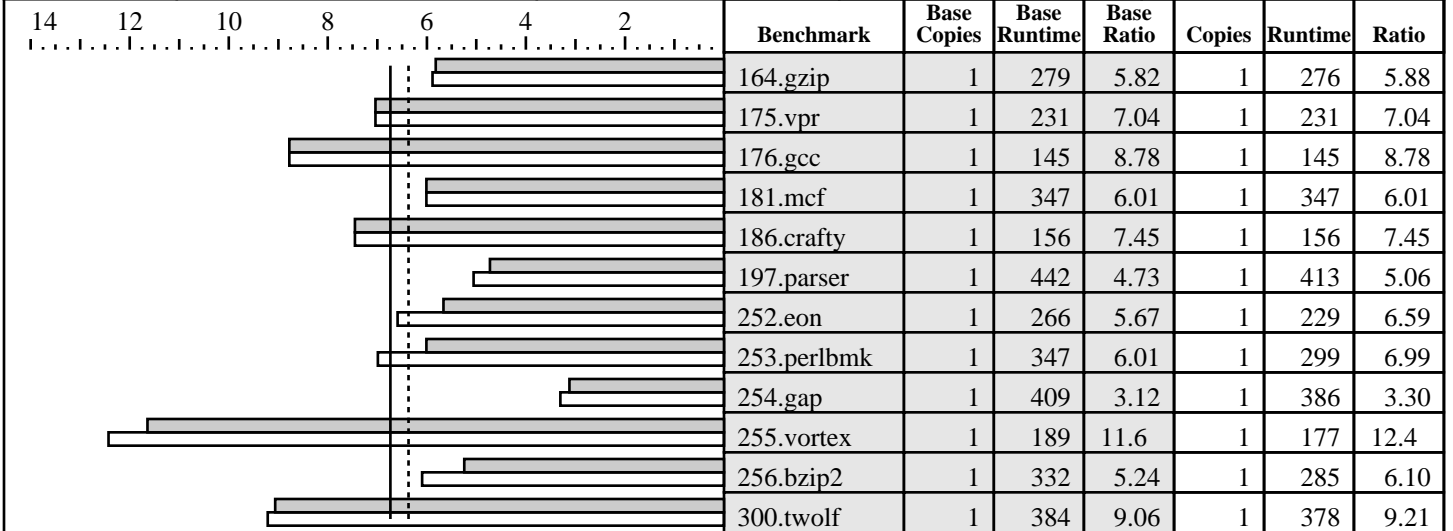 14 12 10 8 6 4 2
Benchmark Base Copies Base Runtime Base Ratio Copies Runtime Ratio
164.gzip 1 279 5.82 1 276 5.88
175.vpr 1 231 7.04 1 231 7.04
176.gcc 1 145 8.78 1 145 8.78
181.mcf 1 347 6.01 1 347 6.01
186.crafty 1 156 7.45 1 156 7.45
197.parser 1 442 4.73 1 413 5.06
252.eon 1 266 5.67 1 229 6.59
253.perlbmk 1 347 6.01 1 299 6.99
254.gap 1 409 3.12 1 386 3.30
255.vortex 1 189 11.6 1 177 12.4
256.bzip2 1 332 5.24 1 285 6.10
300.twolf 1 384 9.06 1 378 9.21